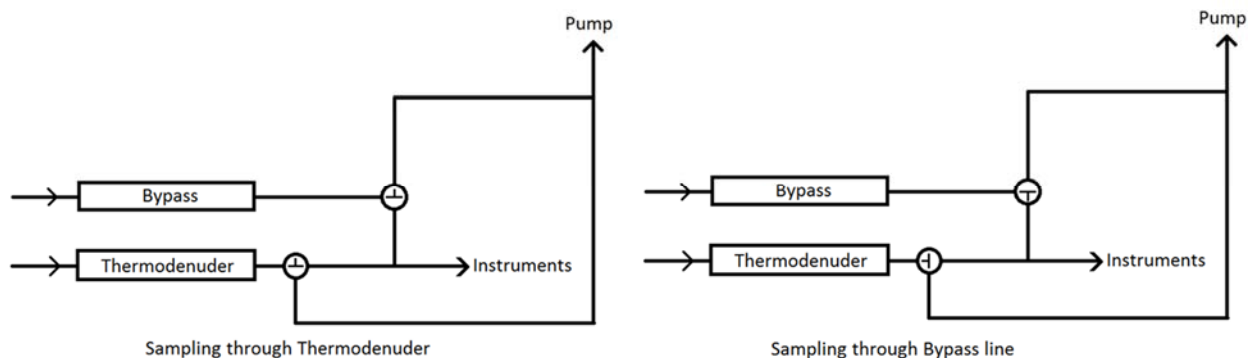 Pump
Bypass
Thermodenuder
Instruments
Sampling through Thermodenuder
Pump
Bypass
Thermodenuder
Instruments
Sampling through Bypass line